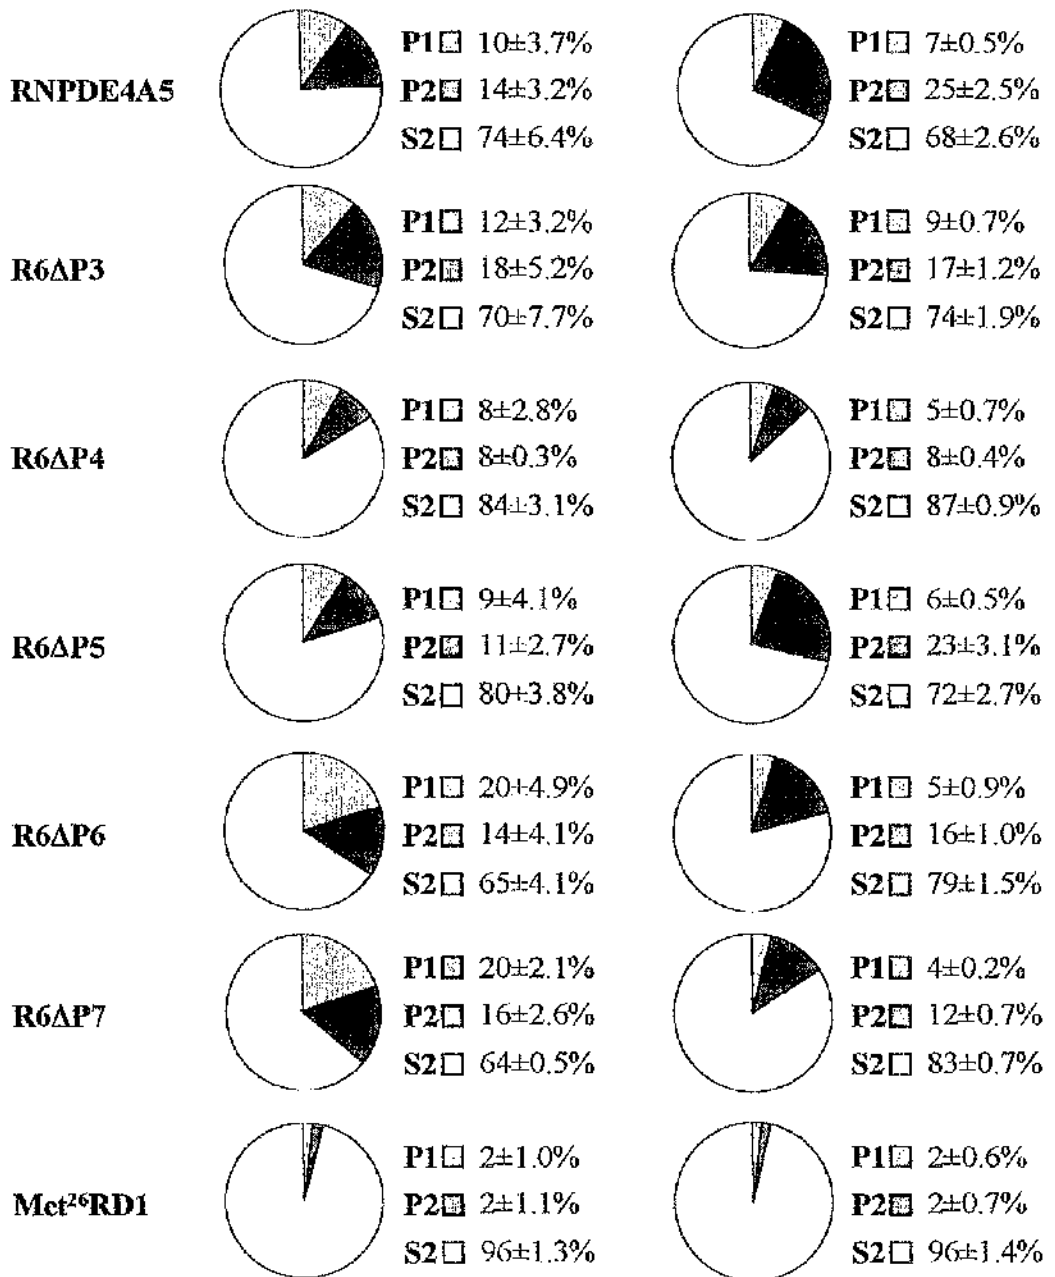 P1 10±3.7% P1 7±0.5%
RNPDE4A5 P2 14±3.2% P2 25±2.5%
S2 74±6.4% S2 68±2.6%
P1 12±3.2% P1 9±0.7%
R6ΔP3 P2 18±5.2% P2 17±1.2%
S2 70±7.7% S2 74±1.9%
P1 8±2.8% P1 5±0.7%
R6ΔP4 P2 8±0.3% P2 8±0.4%
S2 84±3.1% S2 87±0.9%
P1 9±4.1% P1 6±0.5%
R6ΔP5 P2 11±2.7% P2 23±3.1%
S2 80±3.8% S2 72±2.7%
P1 20±4.9% P1 5±0.9%
R6ΔP6 P2 14±4.1% P2 16±1.0%
S2 65±4.1% S2 79±1.5%
P1 20±2.1% P1 4±0.2%
R6ΔP7 P2 16±2.6% P2 12±0.7%
S2 64±0.5% S2 83±0.7%
P1 2±1.0% P1 2±0.6%
Met²⁶RD1 P2 2±1.1% P2 2±0.7%
S2 96±1.3% S2 96±1.4%